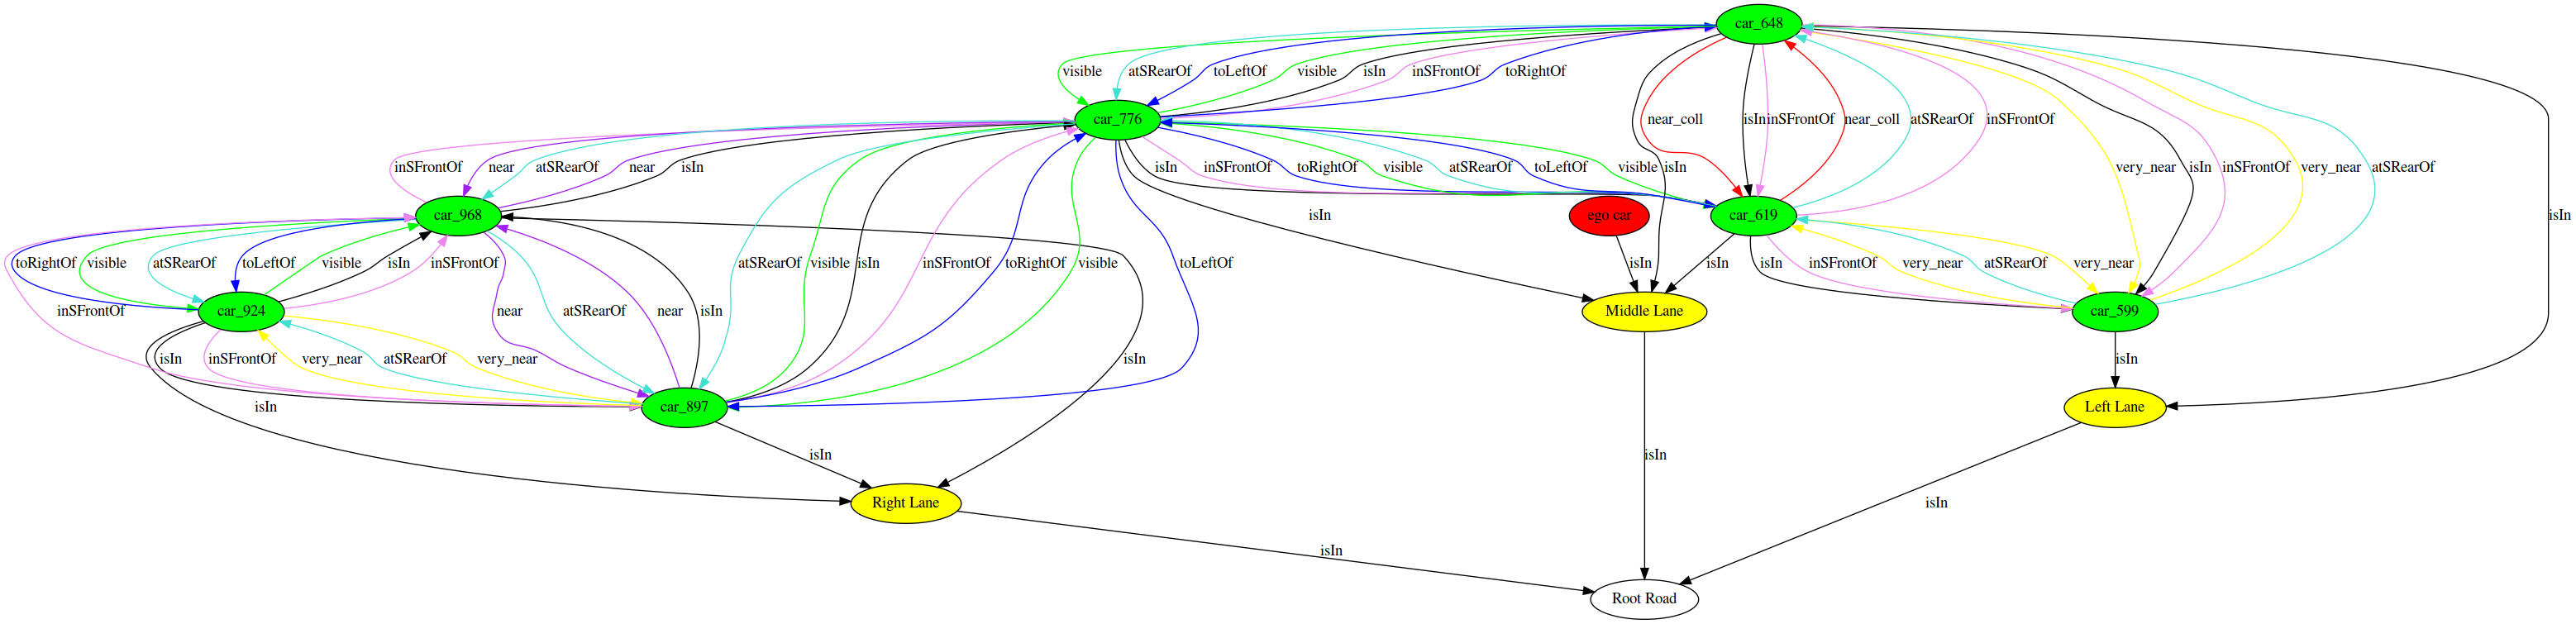 car_648
visible
atSRearOf
toLeftOf
visible
isIn
inSFrontOf
toRightOf
car_776
near_coll
isIn
inSFrontOf
near_coll
atSRearOf
inSFrontOf
inSFrontOf
near
atSRearOf
near
isIn
isIn
inSFrontOf
toRightOf
visible
atSRearOf
toLeftOf
visible
isIn
very_near
isIn
inSFrontOf
very_near
atSRearOf
car_968
isIn
ego car
car_619
isIn
toRightOf
visible
atSRearOf
toLeftOf
visible
isIn
inSFrontOf
atSRearOf
visible
isIn
inSFrontOf
toRightOf
visible
toLeftOf
isIn
isIn
isIn
inSFrontOf
very_near
atSRearOf
very_near
inSFrontOf
car_924
near
atSRearOf
near
isIn
Middle Lane
car_599
isIn
inSFrontOf
very_near
atSRearOf
very_near
isIn
isIn
isIn
car_897
Left Lane
isIn
isIn
Right Lane
isIn
isIn
Root Road